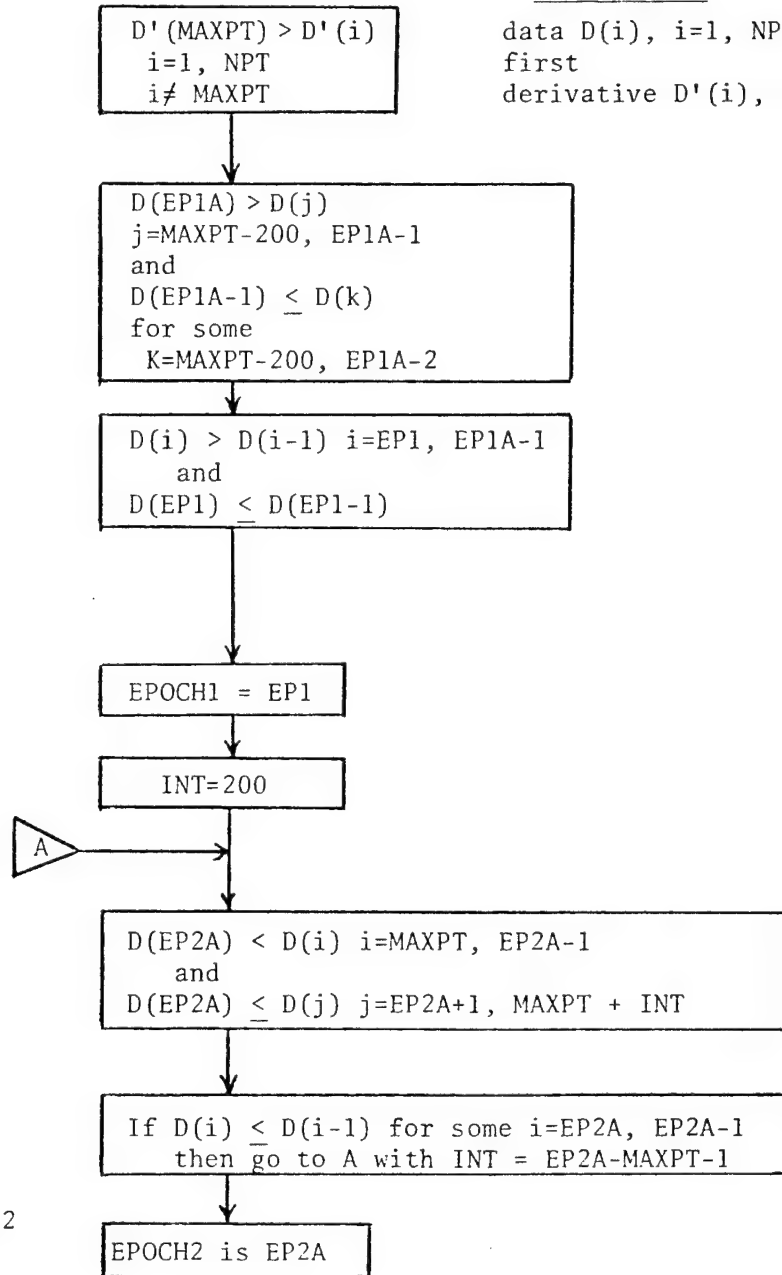 D'(MAXPT) > D'(i)
i=1, NPT
i≠ MAXPT
data D(i), i=1, NP
first
derivative D'(i),
D(EP1A) > D(j)
j=MAXPT-200, EP1A-1
and
D(EP1A-1) ≤ D(k)
for some
K=MAXPT-200, EP1A-2
D(i) > D(i-1) i=EP1, EP1A-1
and
D(EP1) ≤ D(EP1-1)
EPOCH1 = EP1
INT=200
A
D(EP2A) < D(i) i=MAXPT, EP2A-1
and
D(EP2A) ≤ D(j) j=EP2A+1, MAXPT + INT
If D(i) ≤ D(i-1) for some i=EP2A, EP2A-1
then go to A with INT = EP2A-MAXPT-1
2
EPOCH2 is EP2A